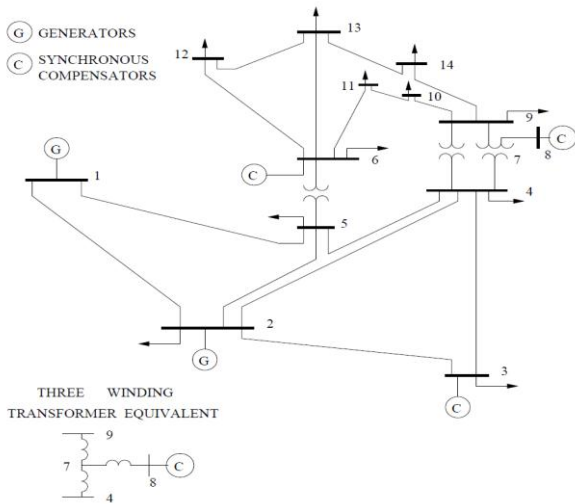 G GENERATORS
C SYNCHRONOUS
COMPENSATORS
13
12
14
11
10
9
G
C
7
8
C
6
1
4
5
2
G
3
C
THREE WINDING
TRANSFORMER EQUIVALENT
9
7
C
8
4